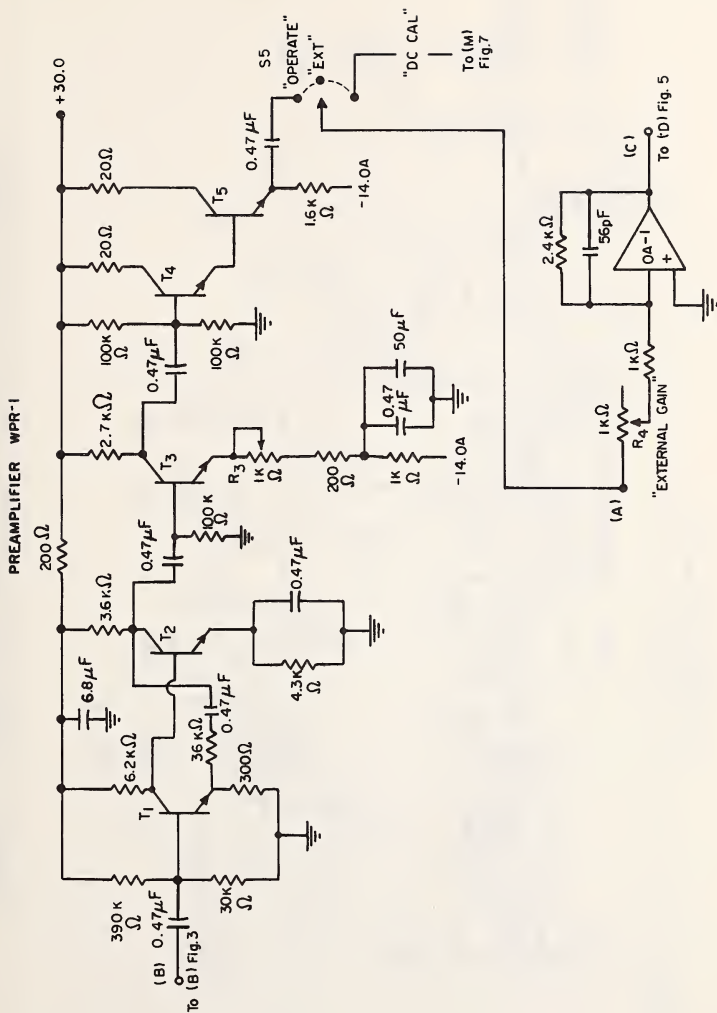 PREAMPLIFIER WPR-1
+30.0
200Ω
6.8μF
390K
Ω
6.2KΩ
3.6KΩ
2.7KΩ
100K
Ω
20Ω
20Ω
(B) 0.47μF
To (B) Fig.3
30K
Ω
T1
300Ω
36KΩ
0.47μF
T2
4.3K
Ω
0.47μF
0.47μF
100K
Ω
T3
R3
1K
Ω
200
Ω
1K
Ω
-14.0A
0.47
μF
50μF
0.47μF
100K
Ω
T4
T5
1.6K
Ω
-14.0A
0.47μF
S5
"OPERATE"
"EXT"
"DC CAL"
To (M)
Fig.7
(A)
1KΩ
R4
"EXTERNAL GAIN"
1KΩ
2.4KΩ
56pF
OA-1
+
(C)
To (D) Fig. 5